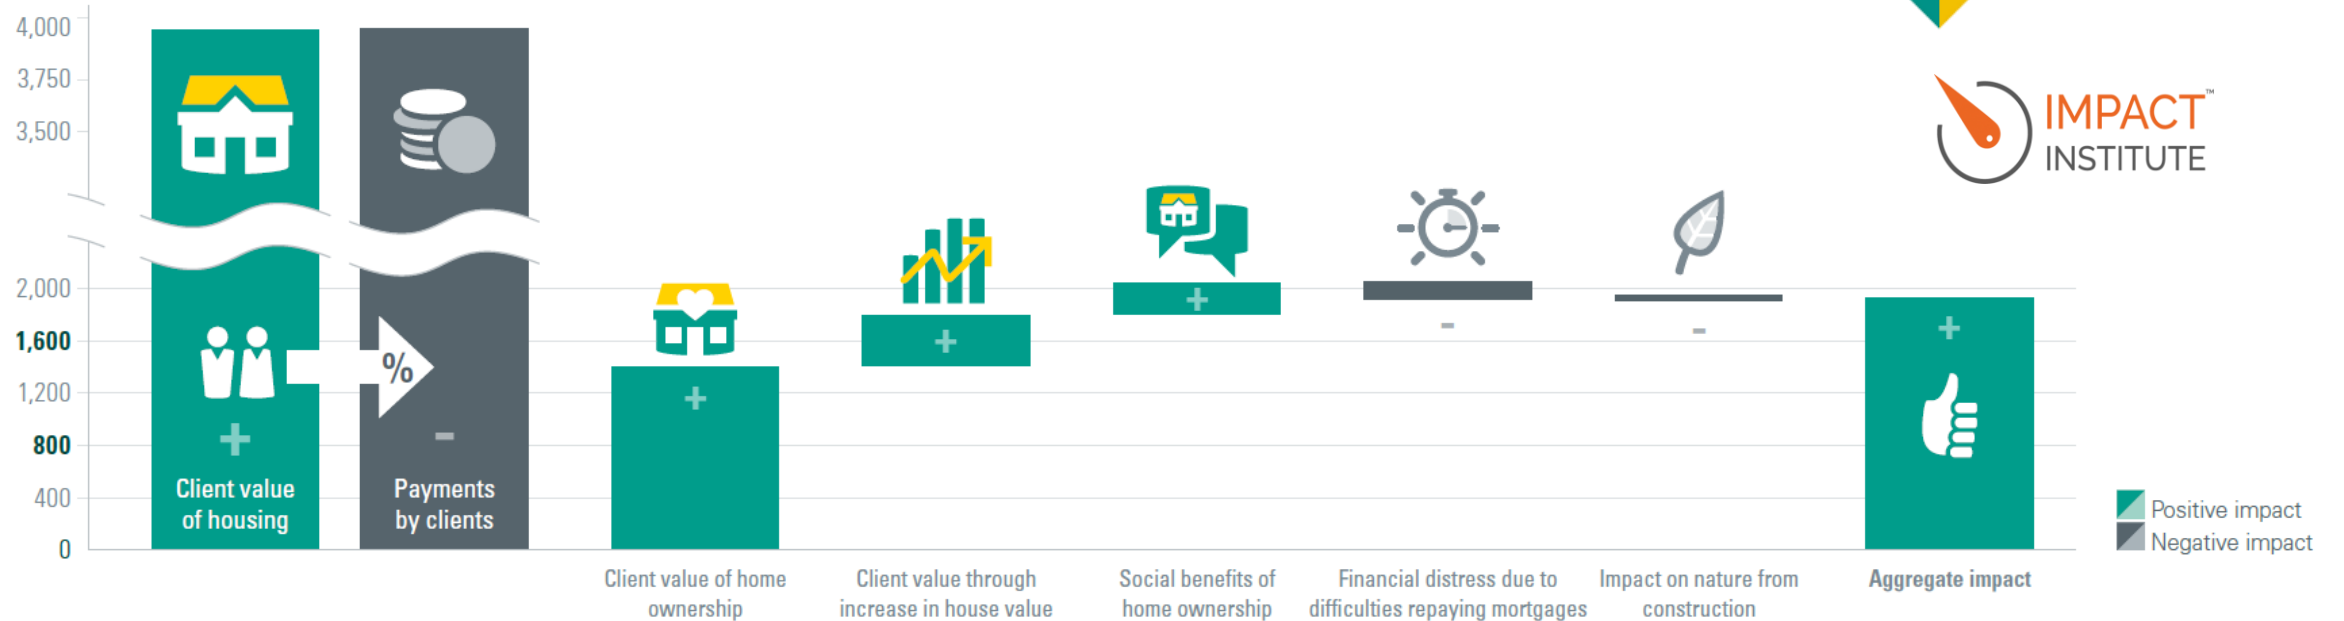 4,000
3,750
3,500
2,000
1,600
1,200
800
400
0
%
+
-
Client value
of housing
Payments
by clients
+
+
+
-
-
+
Client value of home
ownership
Client value through
increase in house value
Social benefits of
home ownership
Financial distress due to
difficulties repaying mortgages
Impact on nature from
construction
Aggregate impact
IMPACT™
INSTITUTE
Positive impact
Negative impact